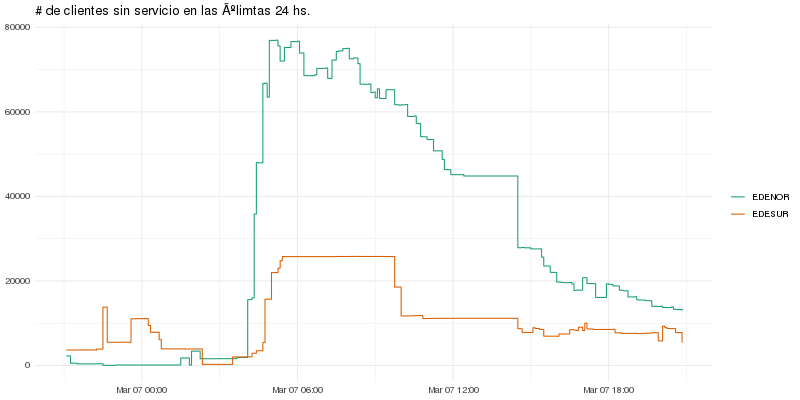 # de clientes sin servicio en las Ãºlimtas 24 hs.
80000
60000
40000
20000
0
Mar 07 00:00
Mar 07 06:00
Mar 07 12:00
Mar 07 18:00
EDENOR
EDESUR